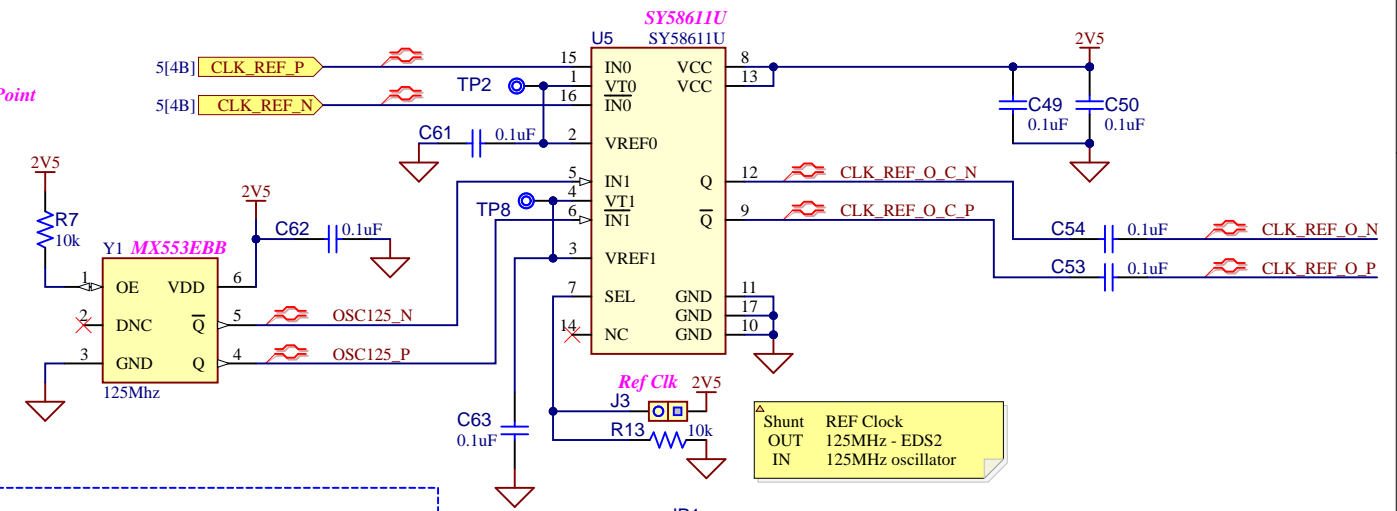 SY58611U
U5
SY58611U
2V5
5[4B]
CLK_REF_P
15
IN0
VCC
8
1
VT0
VCC
13
TP2
Point
5[4B]
CLK_REF_N
16
IN0
C49
0.1uF
C50
0.1uF
C61
0.1uF
2
VREF0
2V5
5
IN1
Q
12
CLK_REF_O_C_N
2V5
4
VT1
TP8
6
IN1
Q
9
CLK_REF_O_C_P
R7
10k
C62
0.1uF
C54
0.1uF
CLK_REF_O_N
Y1
MX553EBB
3
VREF1
C53
0.1uF
CLK_REF_O_P
1
OE
VDD
6
7
SEL
GND
11
GND
17
2
DNC
Q
5
OSC125_N
14
NC
GND
10
3
GND
Q
4
OSC125_P
125Mhz
Ref Clk
2V5
J3
C63
0.1uF
R13
10k
Shunt REF Clock
OUT 125MHz - EDS2
IN 125MHz oscillator